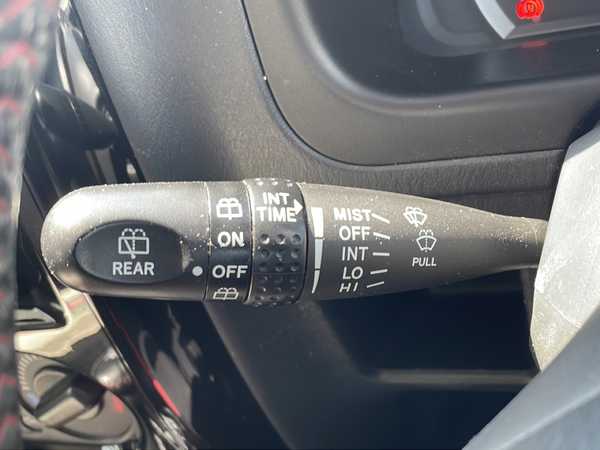 REAR
ON
OFF
INT
TIME
MIST
OFF
INT
LO
HI
PULL